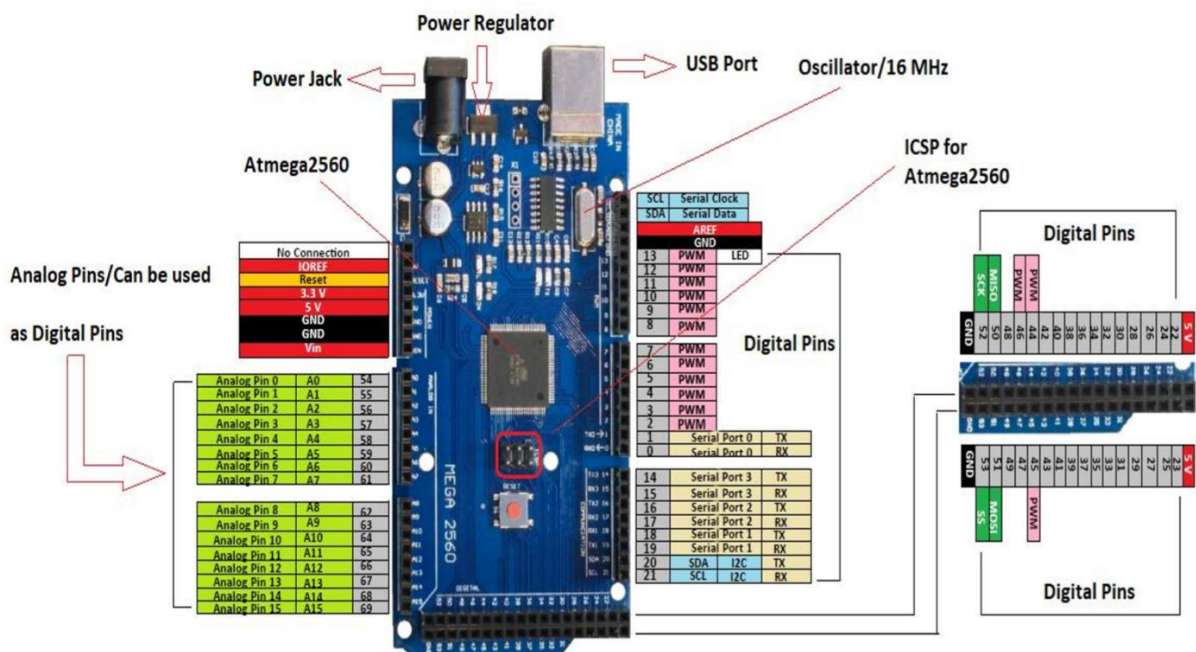 Power Regulator
Power Jack
USB Port
Oscillator/16 MHz
Atmega2560
ICSP for
Atmega2560
MADE IN
CHINA
No Connection
IOREF
Reset
3.3 V
5 V
GND
GND
Vin
Analog Pins/Can be used
as Digital Pins
Analog Pin 0 A0 54
Analog Pin 1 A1 55
Analog Pin 2 A2 56
Analog Pin 3 A3 57
Analog Pin 4 A4 58
Analog Pin 5 A5 59
Analog Pin 6 A6 60
Analog Pin 7 A7 61
Analog Pin 8 A8 62
Analog Pin 9 A9 63
Analog Pin 10 A10 64
Analog Pin 11 A11 65
Analog Pin 12 A12 66
Analog Pin 13 A13 67
Analog Pin 14 A14 68
Analog Pin 15 A15 69
MEGA 2560
RESET
SCL Serial Clock
SDA Serial Data
AREF
GND
13 PWM LED
12 PWM
11 PWM
10 PWM
9 PWM
8 PWM
7 PWM
6 PWM
5 PWM
4 PWM
3 PWM
2 PWM
1 Serial Port 0 TX
0 Serial Port 0 RX
14 Serial Port 3 TX
15 Serial Port 3 RX
16 Serial Port 2 TX
17 Serial Port 2 RX
18 Serial Port 1 TX
19 Serial Port 1 RX
20 SDA I2C TX
21 SCL I2C RX
Digital Pins
Digital Pins
SCK MISO PWM PWM
GND 52 50 48 46 44 42 40 38 36 34 32 30 28 26 24 22 5 V
GND 53 51 49 47 45 43 41 39 37 35 33 31 29 27 25 23 5 V
SS MOSI PWM
Digital Pins